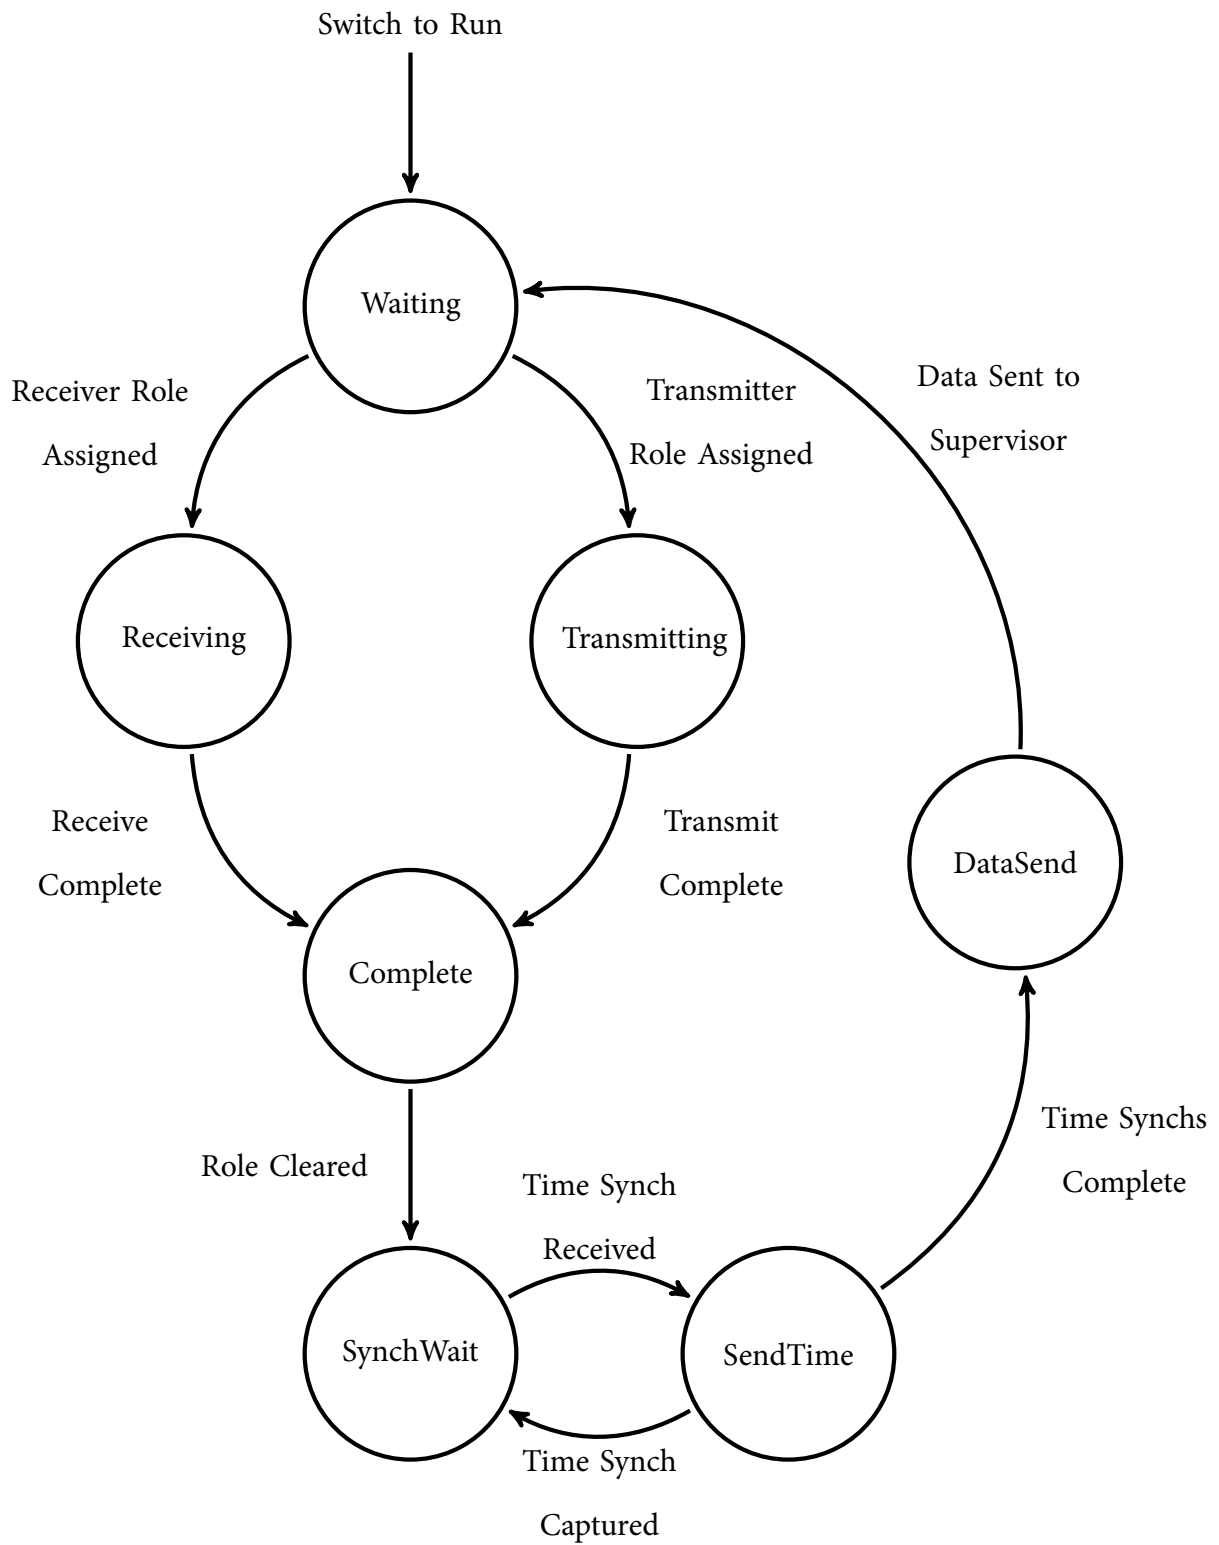 Switch to Run
Waiting
Receiver Role
Assigned
Transmitter
Role Assigned
Data Sent to
Supervisor
Receiving
Transmitting
Receive
Complete
Transmit
Complete
DataSend
Complete
Role Cleared
Time Synch
Received
Time Synchs
Complete
SynchWait
SendTime
Time Synch
Captured